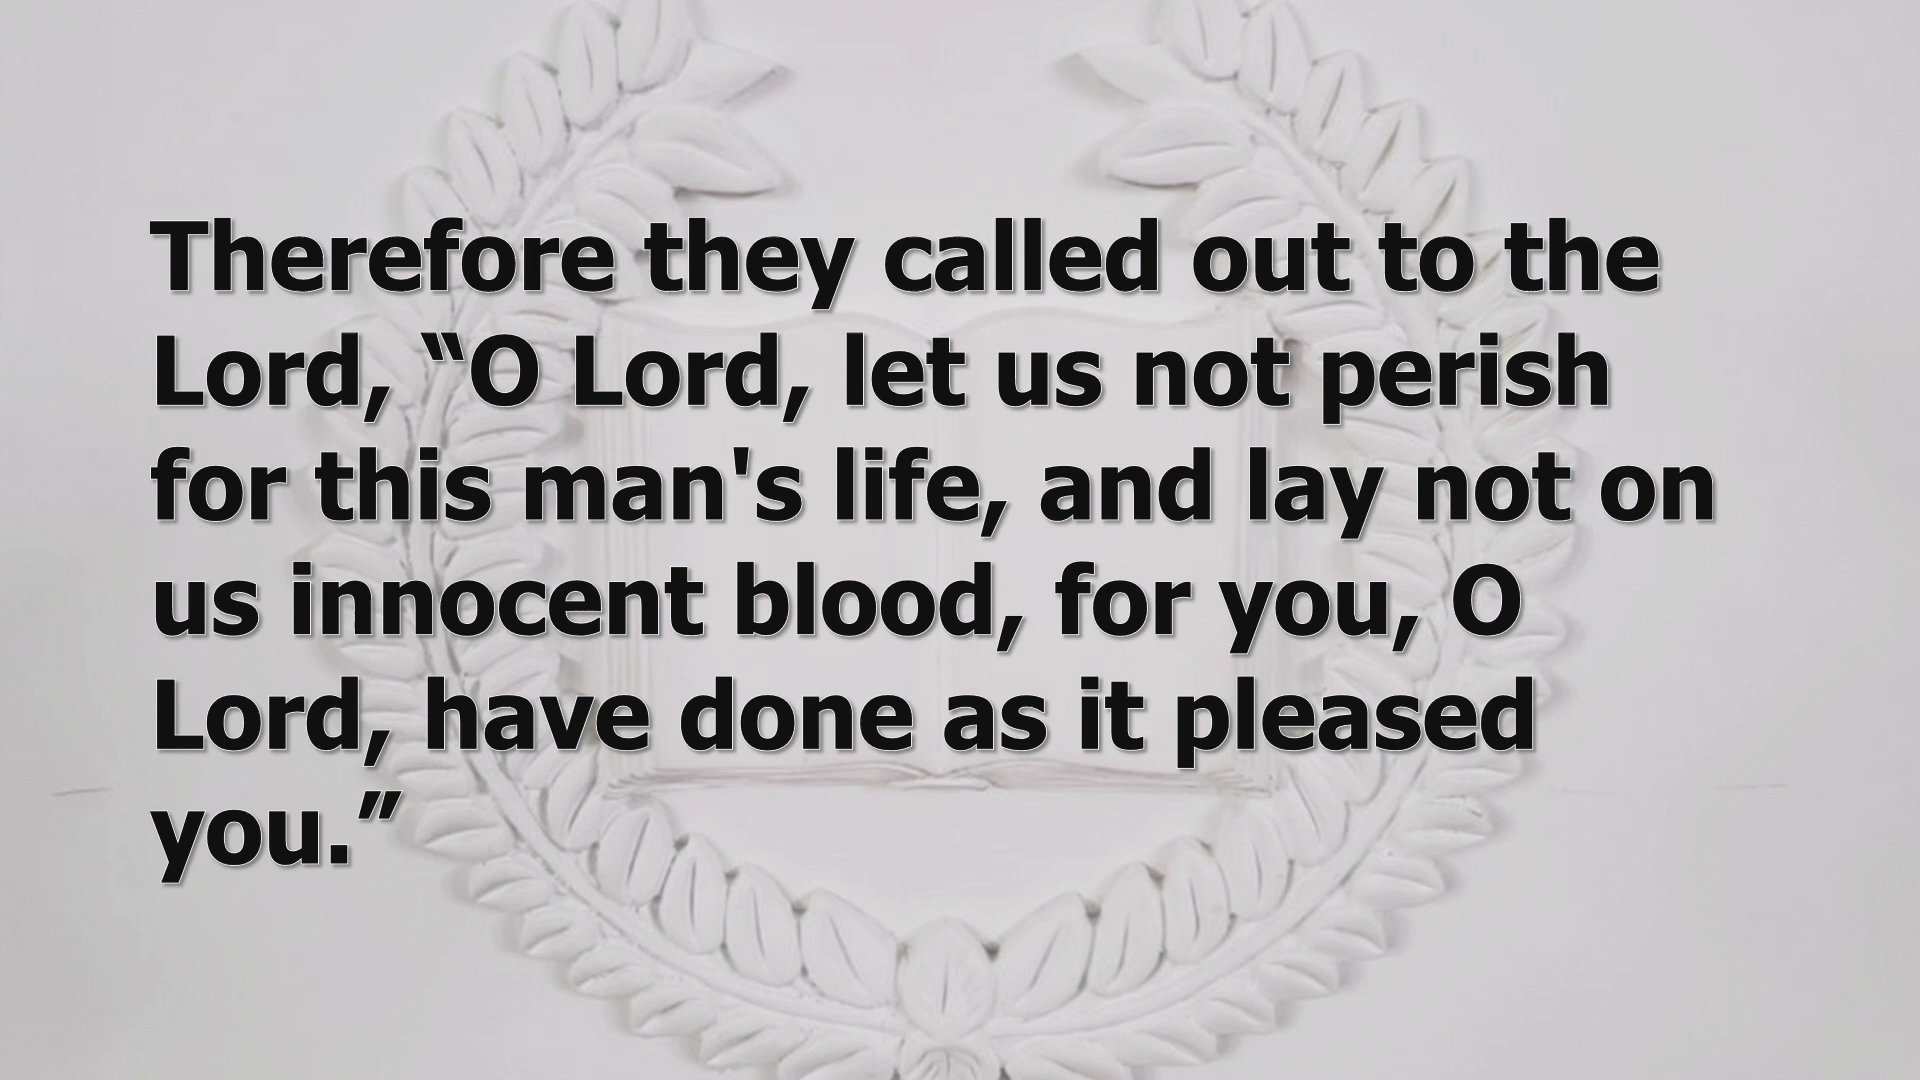 Therefore they called out to the
Lord, “O Lord, let us not perish
for this man's life, and lay not on
us innocent blood, for you, O
Lord, have done as it pleased
you.”